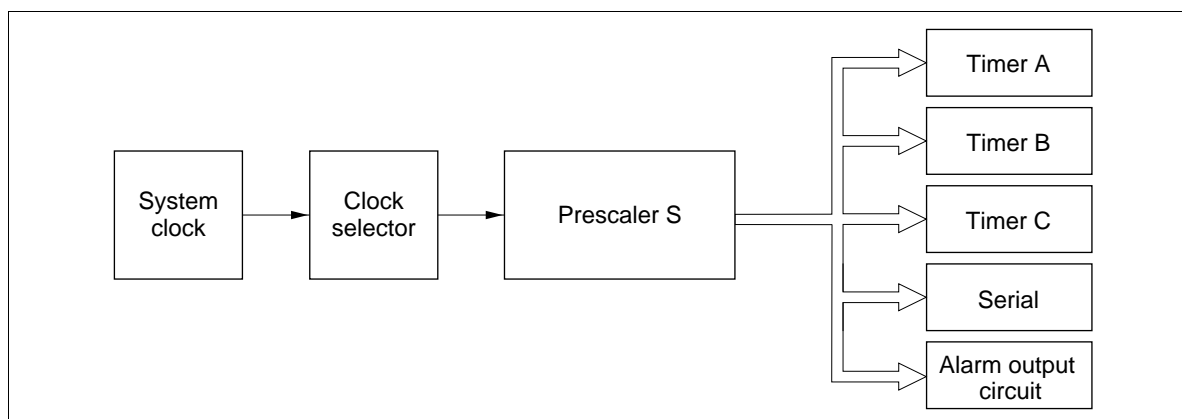 System
clock
Clock
selector
Prescaler S
Timer A
Timer B
Timer C
Serial
Alarm output
circuit